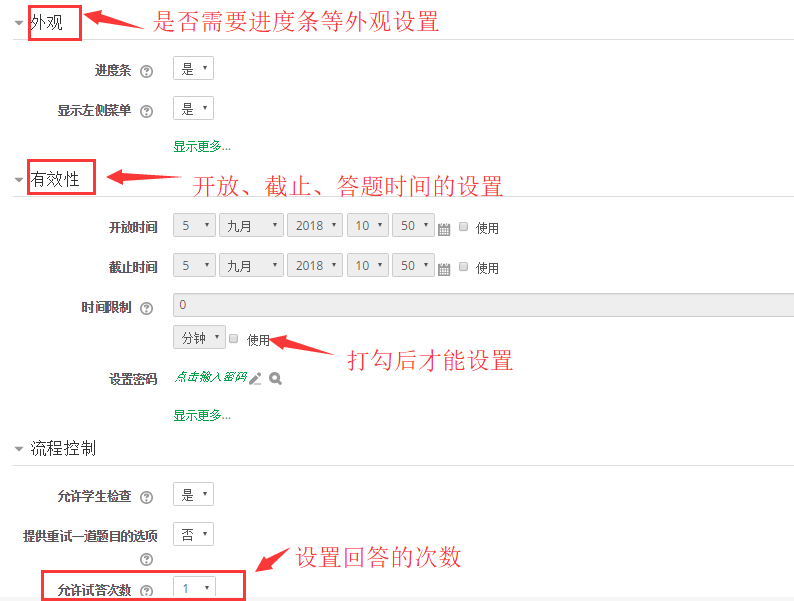 外观 是否需要进度条等外观设置
进度条 是
显示左侧菜单 是
显示更多...
有效性 开放、截止、答题时间的设置
开放时间 5 九月 2018 10 50 使用
截止时间 5 九月 2018 10 50 使用
时间限制 0
分钟 使用 打勾后才能设置
设置密码 点击输入密码
显示更多...
流程控制
允许学生检查 是
提供重试一道题目的选项 否
设置回答的次数
允许试答次数 1